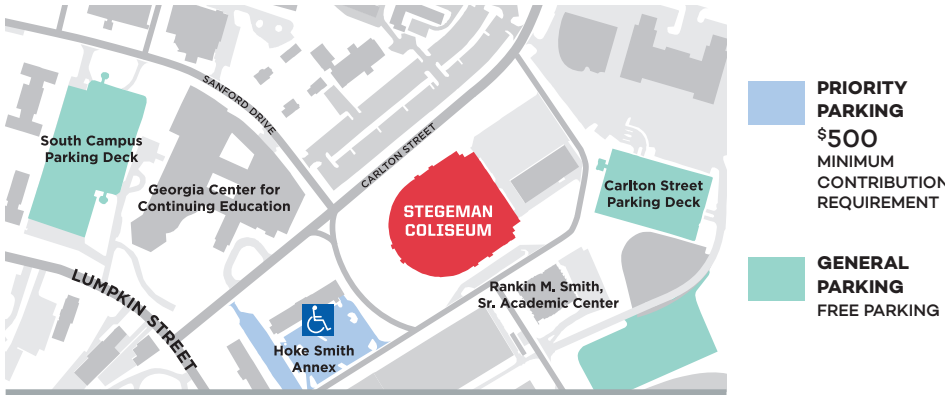 SANFORD DRIVE
South Campus
Parking Deck
CARLTON STREET
Georgia Center for
Continuing Education
STEGEMAN
COLISEUM
Carlton Street
Parking Deck
LUMPKIN STREET
Rankin M. Smith,
Sr. Academic Center
Hoke Smith
Annex
PRIORITY
PARKING
$500
MINIMUM
CONTRIBUTION
REQUIREMENT
GENERAL
PARKING
FREE PARKING